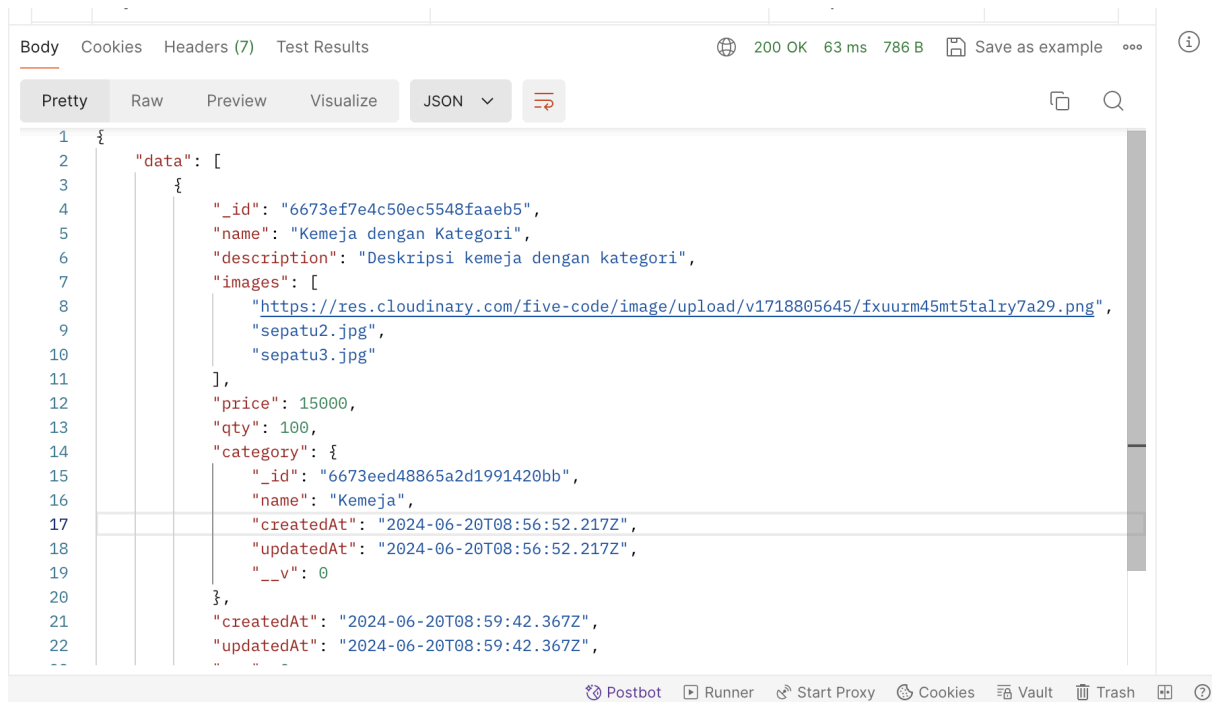 Body Cookies Headers (7) Test Results 200 OK 63 ms 786 B Save as example
Pretty Raw Preview Visualize JSON
1 {
2 "data": [
3 {
4 "_id": "6673ef7e4c50ec5548faaeb5",
5 "name": "Kemeja dengan Kategori",
6 "description": "Deskripsi kemeja dengan kategori",
7 "images": [
8 "https://res.cloudinary.com/five-code/image/upload/v1718805645/fxuurm45mt5talry7a29.png",
9 "sepatu2.jpg",
10 "sepatu3.jpg"
11 ],
12 "price": 15000,
13 "qty": 100,
14 "category": {
15 "_id": "6673eed48865a2d1991420bb",
16 "name": "Kemeja",
17 "createdAt": "2024-06-20T08:56:52.217Z",
18 "updatedAt": "2024-06-20T08:56:52.217Z",
19 "__v": 0
20 },
21 "createdAt": "2024-06-20T08:59:42.367Z",
22 "updatedAt": "2024-06-20T08:59:42.367Z",
Postbot Runner Start Proxy Cookies Vault Trash